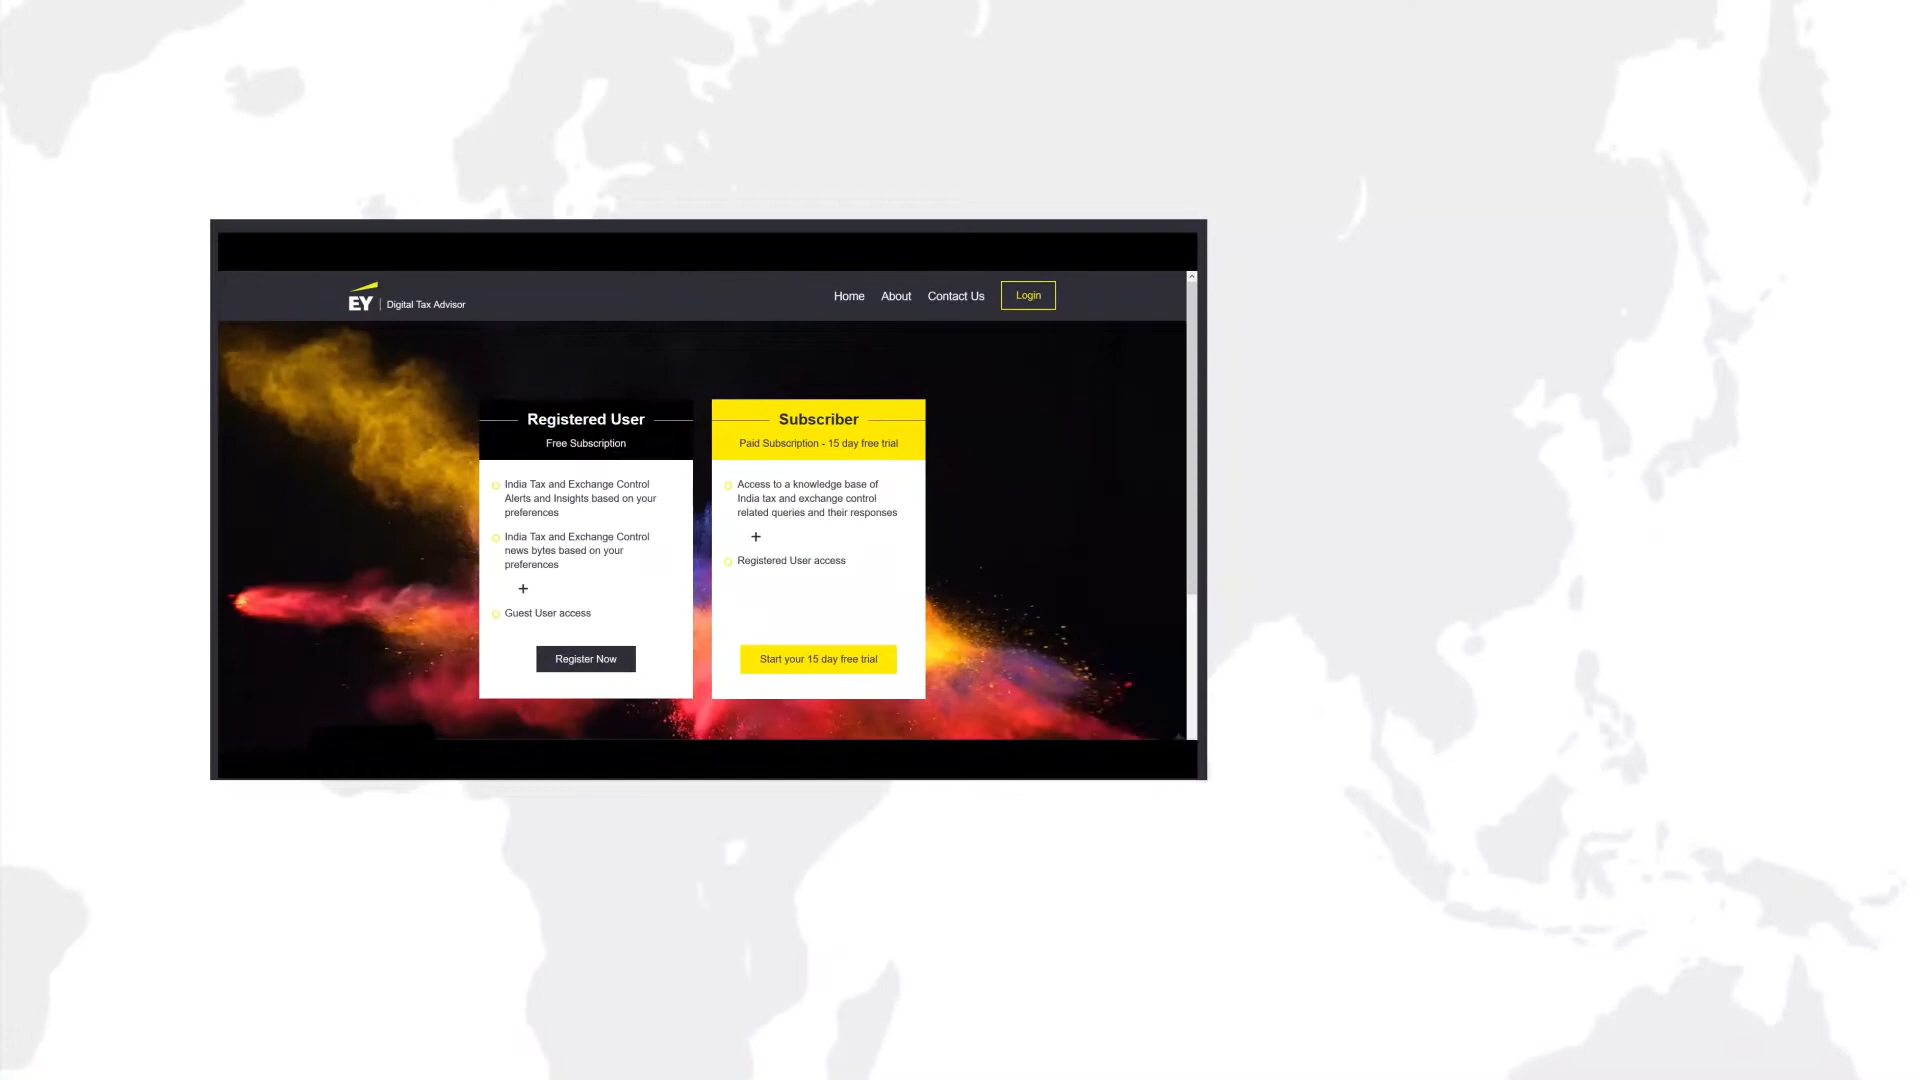 EY | Digital Tax Advisor
Home About Contact Us Login
Registered User
Free Subscription
India Tax and Exchange Control
Alerts and Insights based on your
preferences
India Tax and Exchange Control
news bytes based on your
preferences
+
Guest User access
Register Now
Subscriber
Paid Subscription - 15 day free trial
Access to a knowledge base of
India tax and exchange control
related queries and their responses
+
Registered User access
Start your 15 day free trial